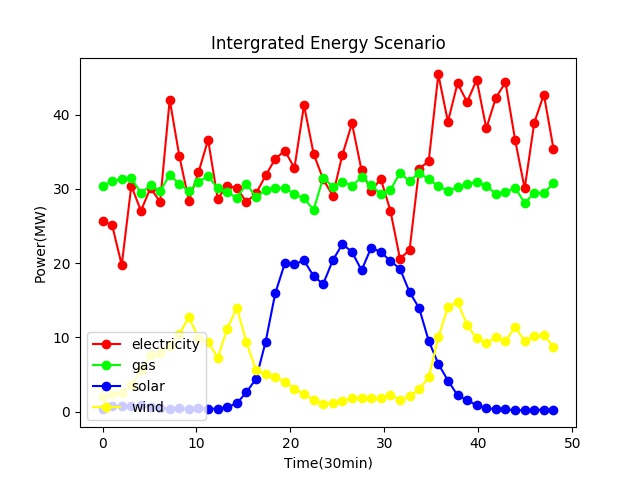 Intergrated Energy Scenario
Power(MW)
40
30
20
10
0
electricity
gas
solar
wind
0 10 20 30 40 50
Time(30min)